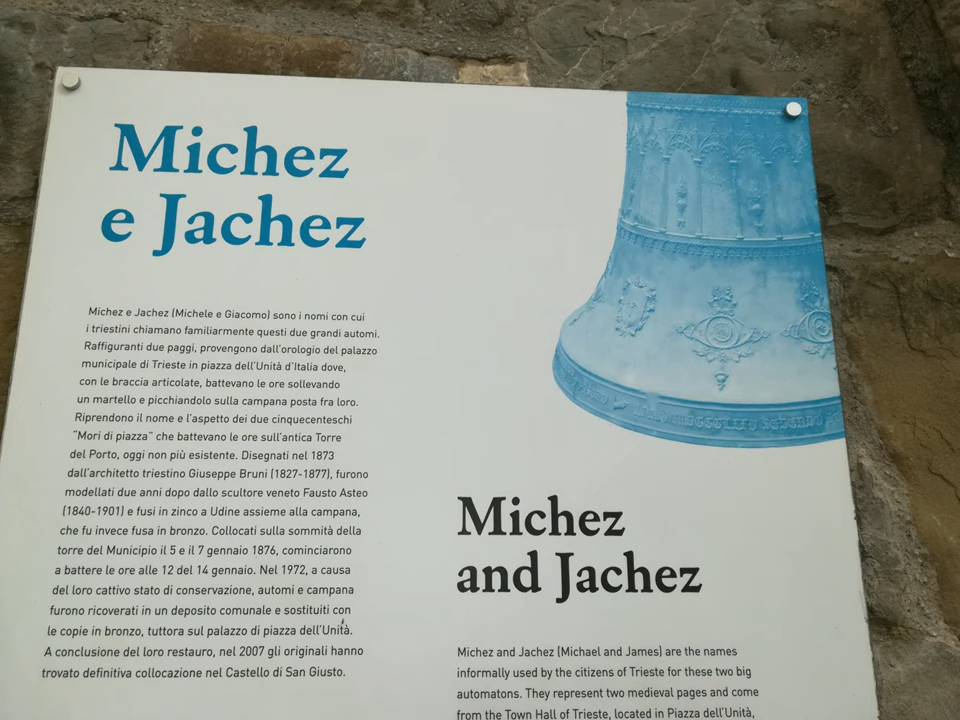 Michez
e Jachez
Michez e Jachez (Michele e Giacomo) sono i nomi con cui
i triestini chiamano familiarmente questi due grandi automi.
Raffiguranti due paggi, provengono dall'orologio del palazzo
municipale di Trieste in piazza dell'Unità d'Italia dove,
con le braccia articolate, battevano le ore sollevando
un martello e picchiandolo sulla campana posta fra loro.
Riprendono il nome e l'aspetto dei due cinquecenteschi
"Mori di piazza" che battevano le ore sull'antica Torre
del Porto, oggi non più esistente. Disegnati nel 1873
dall'architetto triestino Giuseppe Bruni (1827-1877), furono
modellati due anni dopo dallo scultore veneto Fausto Asteo
(1840-1901) e fusi in zinco a Udine assieme alla campana,
che fu invece fusa in bronzo. Collocati sulla sommità della
torre del Municipio il 5 e il 7 gennaio 1876, cominciarono
a battere le ore alle 12 del 14 gennaio. Nel 1972, a causa
del loro cattivo stato di conservazione, automi e campana
furono ricoverati in un deposito comunale e sostituiti con
le copie in bronzo, tuttora sul palazzo di piazza dell'Unità.
A conclusione del loro restauro, nel 2007 gli originali hanno
trovato definitiva collocazione nel Castello di San Giusto.
Michez
and Jachez
Michez and Jachez (Michael and James) are the names
informally used by the citizens of Trieste for these two big
automatons. They represent two medieval pages and come
from the Town Hall of Trieste, located in Piazza dell'Unità,